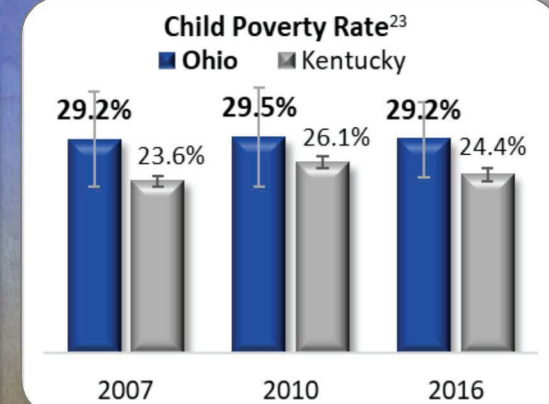 Child Poverty Rate23
Ohio Kentucky
29.2% 23.6% 29.5% 26.1% 29.2% 24.4%
2007 2010 2016